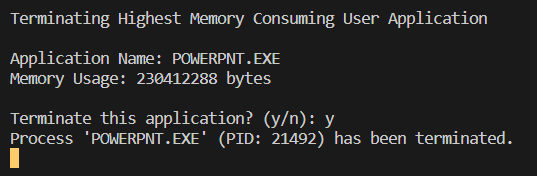 Terminating Highest Memory Consuming User Application
Application Name: POWERPNT.EXE
Memory Usage: 230412288 bytes
Terminate this application? (y/n): y
Process 'POWERPNT.EXE' (PID: 21492) has been terminated.